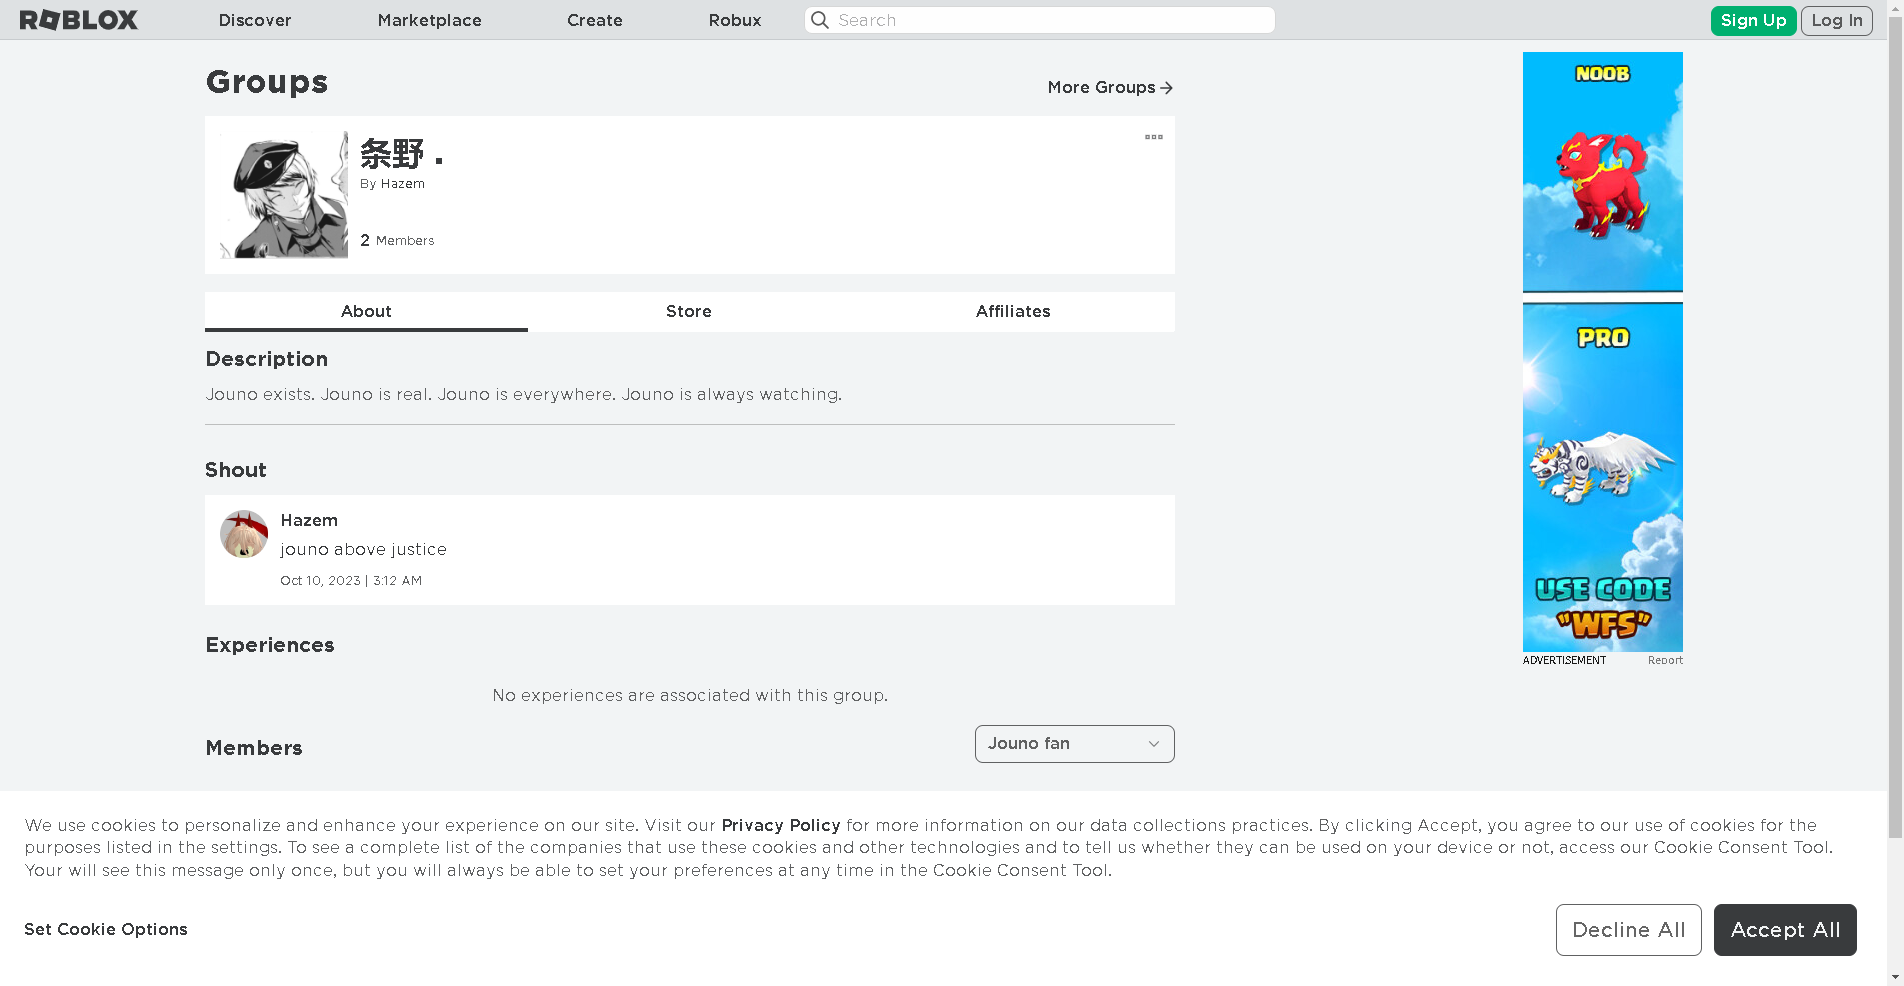 ROBLOX Discover Marketplace Create Robux Search Sign Up Log In
Groups
More Groups
条野 .
By Hazem
2 Members
About Store Affiliates
Description
Jouno exists. Jouno is real. Jouno is everywhere. Jouno is always watching.
Shout
Hazem
jouno above justice
Oct 10, 2023 | 3:12 AM
Experiences
No experiences are associated with this group.
Members
Jouno fan
NOOB
PRO
USE CODE
"WFS"
ADVERTISEMENT Report
We use cookies to personalize and enhance your experience on our site. Visit our Privacy Policy for more information on our data collections practices. By clicking Accept, you agree to our use of cookies for the
purposes listed in the settings. To see a complete list of the companies that use these cookies and other technologies and to tell us whether they can be used on your device or not, access our Cookie Consent Tool.
Your will see this message only once, but you will always be able to set your preferences at any time in the Cookie Consent Tool.
Set Cookie Options
Decline All
Accept All